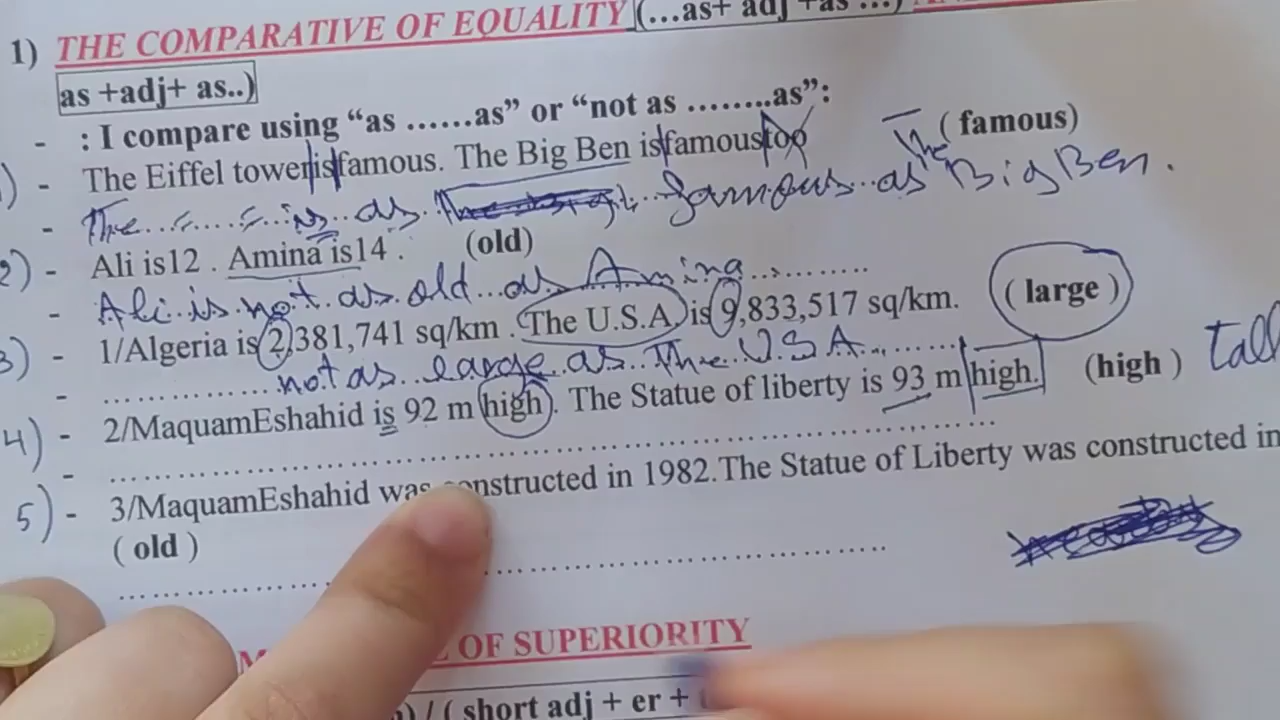 1) THE COMPARATIVE OF EQUALITY (…as+ adj +as …)
as +adj+ as..)
- : I compare using “as ……as” or “not as ……..as”:
1) - The Eiffel tower is famous. The Big Ben is famous too ( famous)
- The is as famous as The Big Ben.
2) - Ali is12 . Amina is14 . (old)
- Ali is not as old as Amina
3) - 1/Algeria is 2,381,741 sq/km . The U.S.A is 9,833,517 sq/km. ( large )
- not as large as The U.S.A
4) - 2/MaquamEshahid is 92 m high . The Statue of liberty is 93 m high. (high ) tall
-
5) - 3/MaquamEshahid was constructed in 1982.The Statue of Liberty was constructed in
( old )
OF SUPERIORITY
) / ( short adj + er +